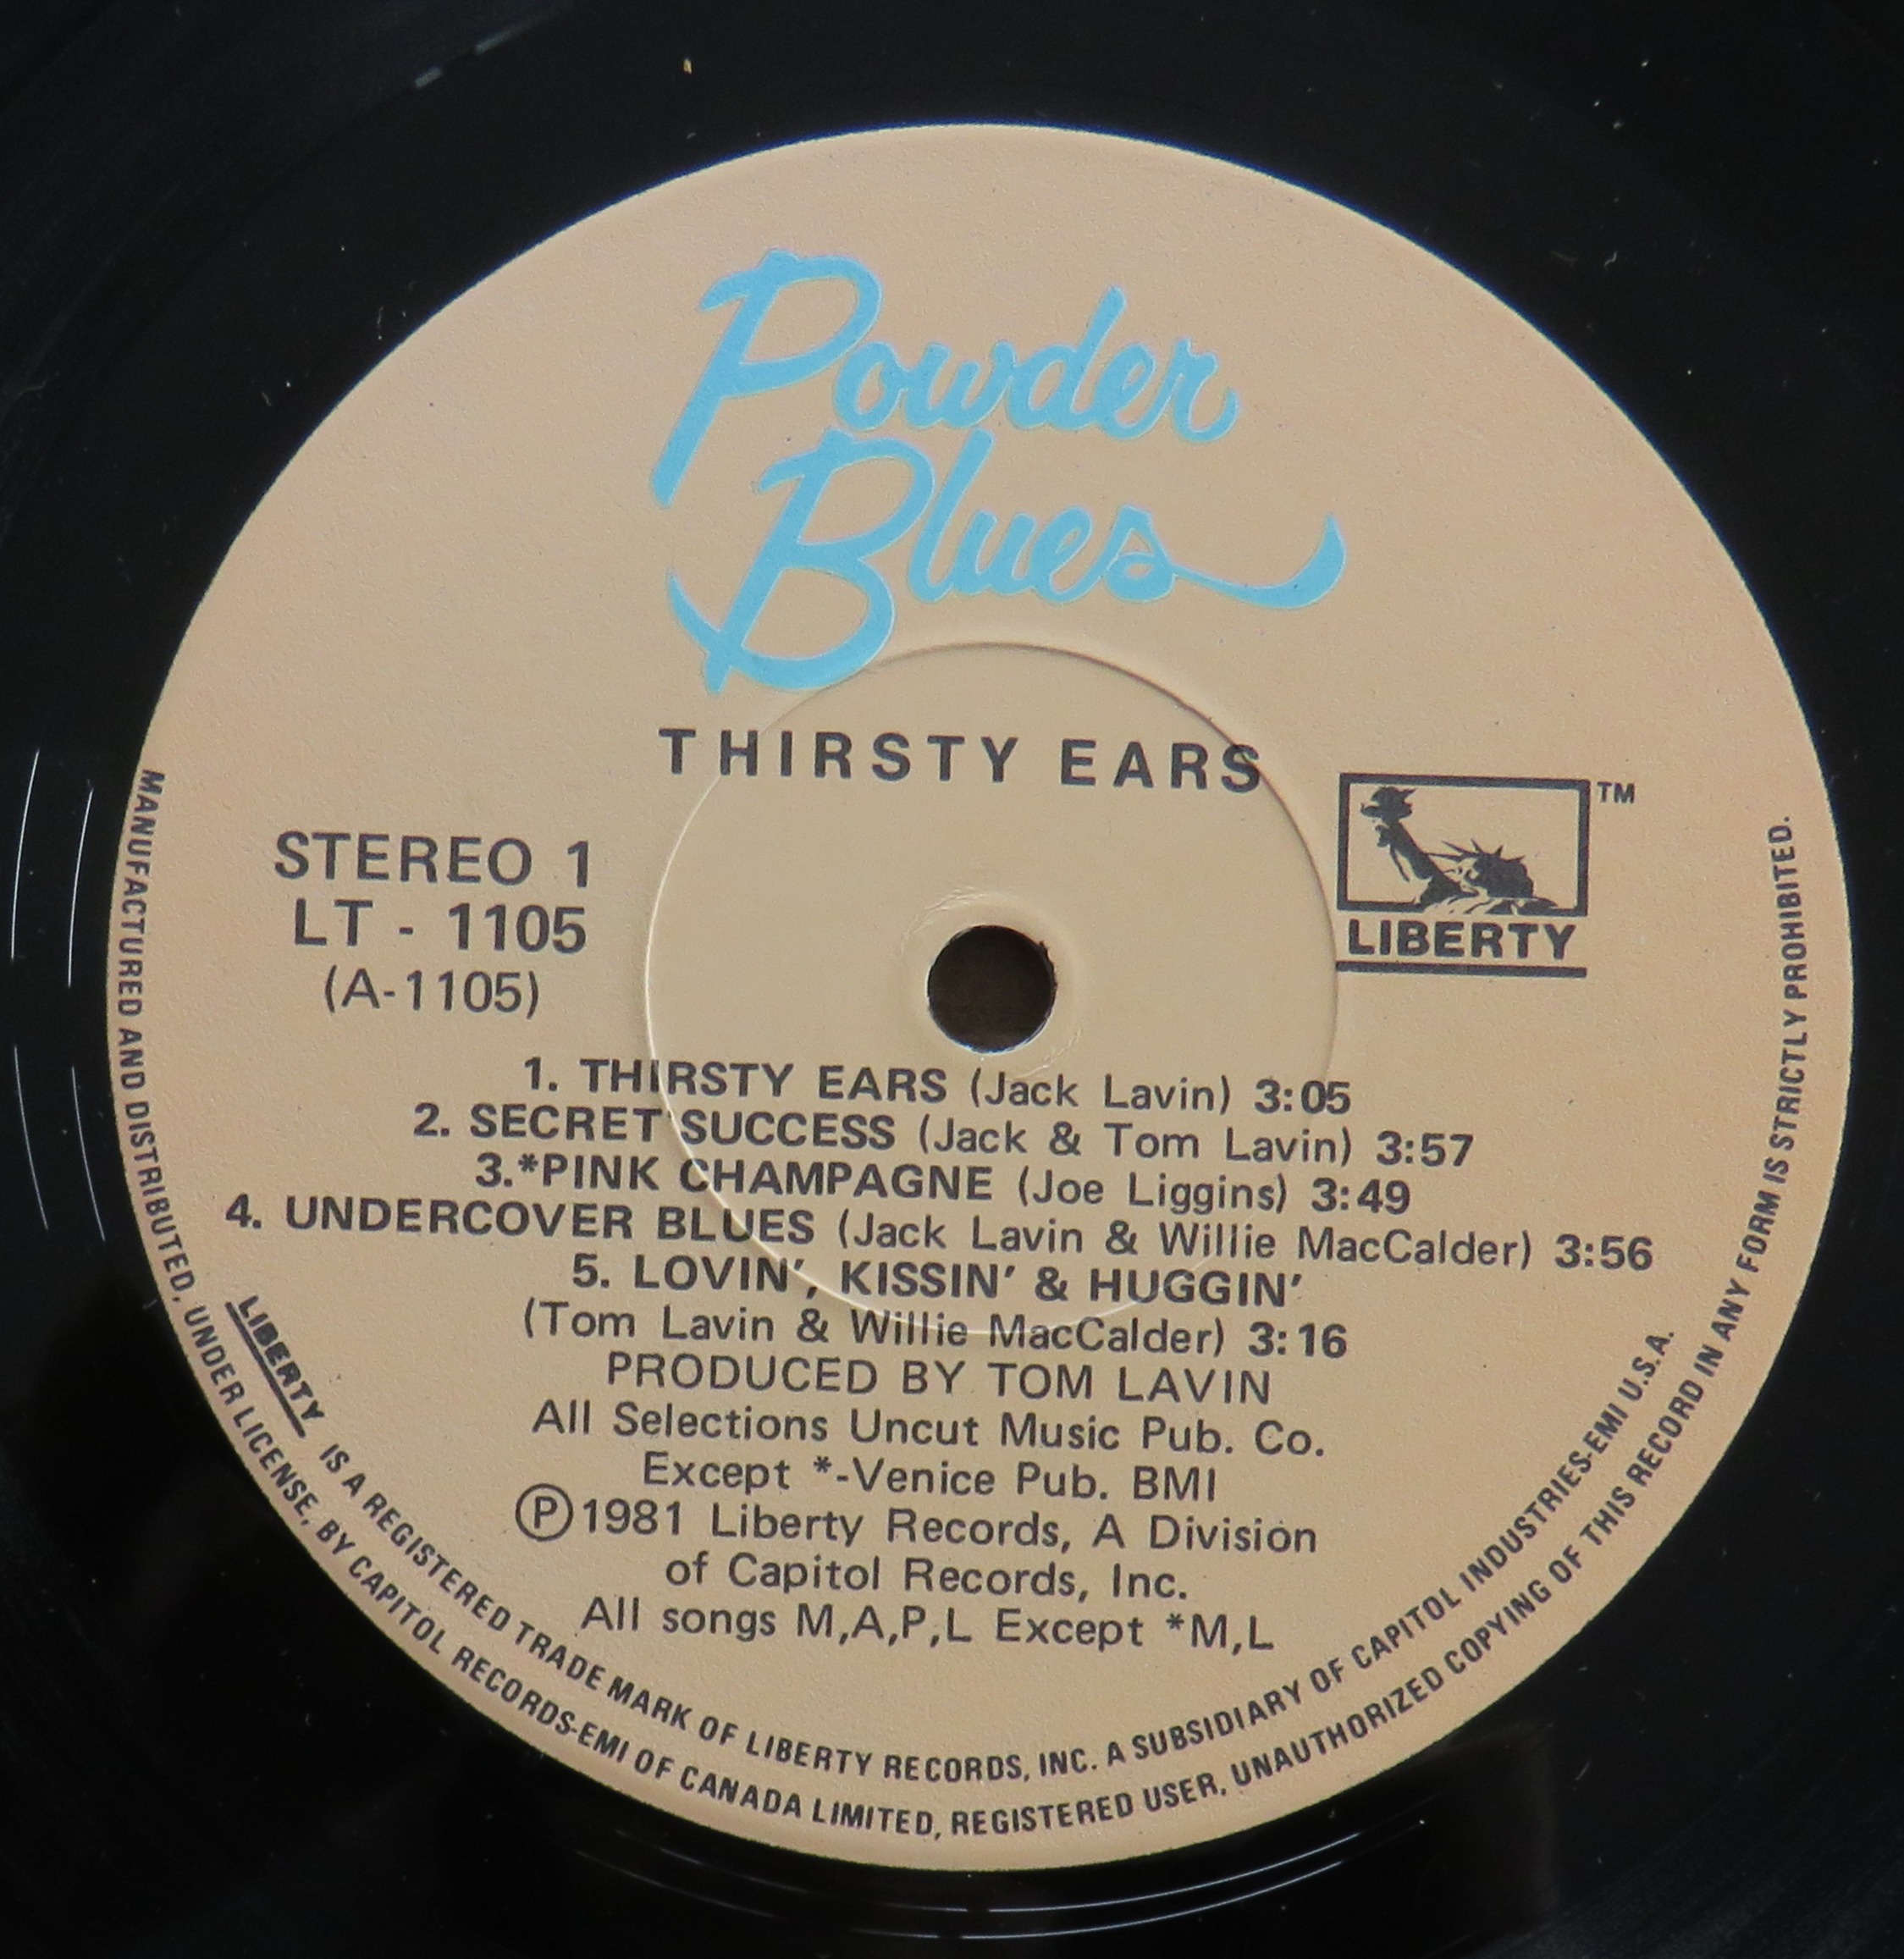 Powder
Blues
THIRSTY EARS
STEREO 1
LT - 1105
(A-1105)
TM
LIBERTY
1. THIRSTY EARS (Jack Lavin) 3:05
2. SECRET SUCCESS (Jack & Tom Lavin) 3:57
3.*PINK CHAMPAGNE (Joe Liggins) 3:49
4. UNDERCOVER BLUES (Jack Lavin & Willie MacCalder) 3:56
5. LOVIN', KISSIN' & HUGGIN'
(Tom Lavin & Willie MacCalder) 3:16
PRODUCED BY TOM LAVIN
All Selections Uncut Music Pub. Co.
Except *-Venice Pub. BMI
Ⓟ1981 Liberty Records, A Division
of Capitol Records, Inc.
All songs M,A,P,L Except *M,L
LIBERTY IS A REGISTERED TRADE MARK OF LIBERTY RECORDS, INC. A SUBSIDIARY OF CAPITOL INDUSTRIES-EMI U.S.A.
MANUFACTURED AND DISTRIBUTED, UNDER LICENSE, BY CAPITOL RECORDS-EMI OF CANADA LIMITED, REGISTERED USER, UNAUTHORIZED COPYING OF THIS RECORD IN ANY FORM IS STRICTLY PROHIBITED.